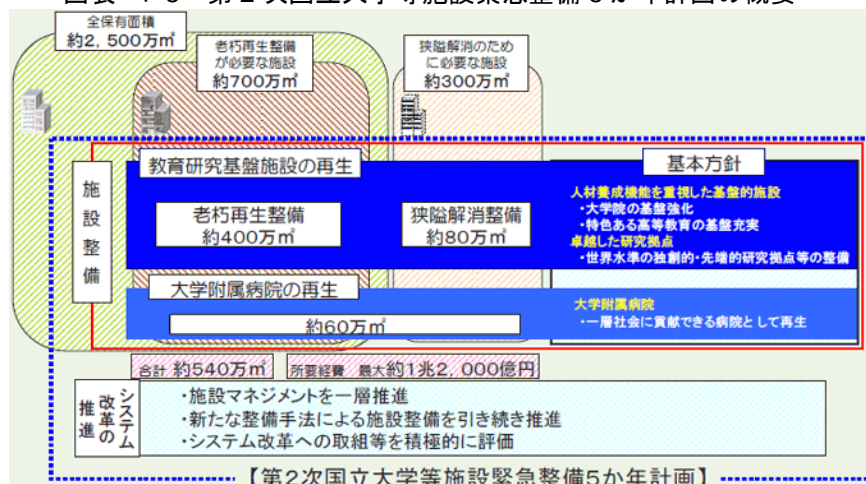 全保有面積
約2，500万㎡
老朽再生整備
が必要な施設
約700万㎡
狭隘解消のため
に必要な施設
約300万㎡
施設整備
教育研究基盤施設の再生
老朽再生整備
約400万㎡
狭隘解消整備
約80万㎡
基本方針
人材養成機能を重視した基盤的施設
・大学院の基盤強化
・特色ある高等教育の基盤充実
卓越した研究拠点
・世界水準の独創的・先端的研究拠点等の整備
大学附属病院の再生
約60万㎡
大学附属病院
・一層社会に貢献できる病院として再生
合計 約540万㎡
所要経費 最大約1兆2，000億円
システム
改革の
推進
・施設マネジメントを一層推進
・新たな整備手法による施設整備を引き続き推進
・システム改革への取組等を積極的に評価
【第2次国立大学等施設緊急整備5か年計画】